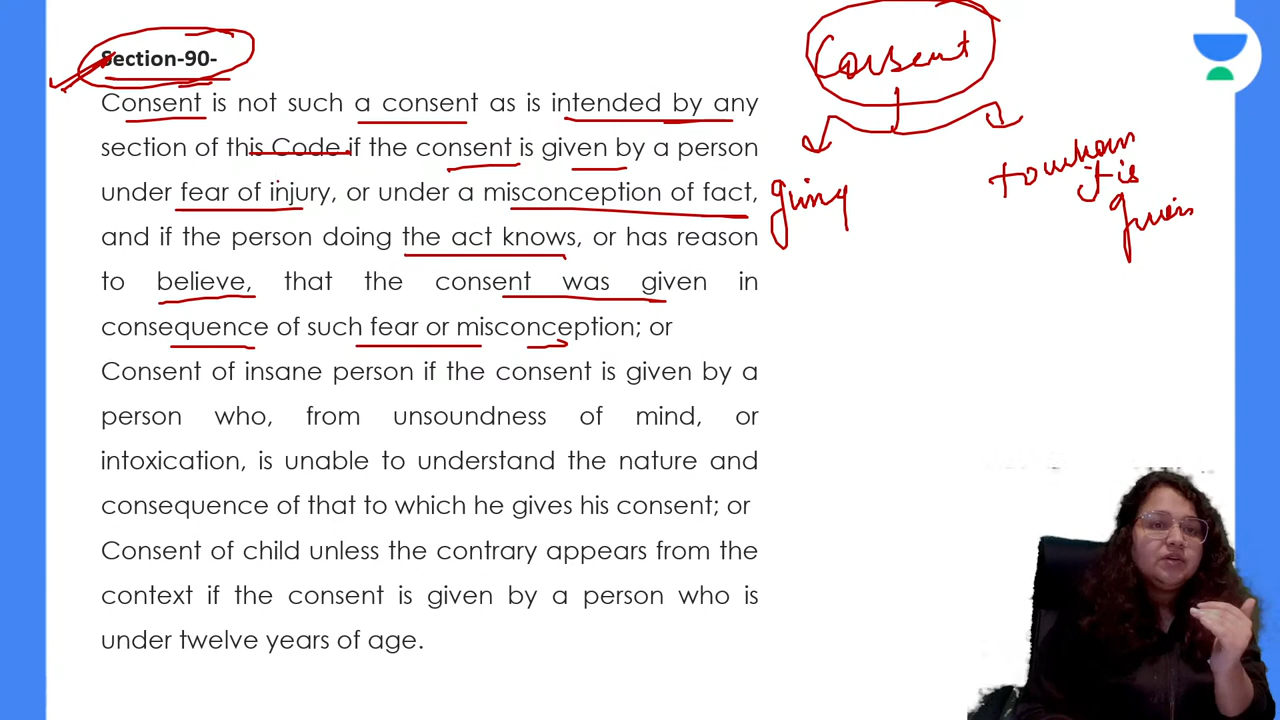 Section-90-
Consent is not such a consent as is intended by any
section of this Code, if the consent is given by a person
under fear of injury, or under a misconception of fact,
and if the person doing the act knows, or has reason
to believe, that the consent was given in
consequence of such fear or misconception; or
Consent of insane person if the consent is given by a
person who, from unsoundness of mind, or
intoxication, is unable to understand the nature and
consequence of that to which he gives his consent; or
Consent of child unless the contrary appears from the
context if the consent is given by a person who is
under twelve years of age.
Consent
giving
to whom
it is
given